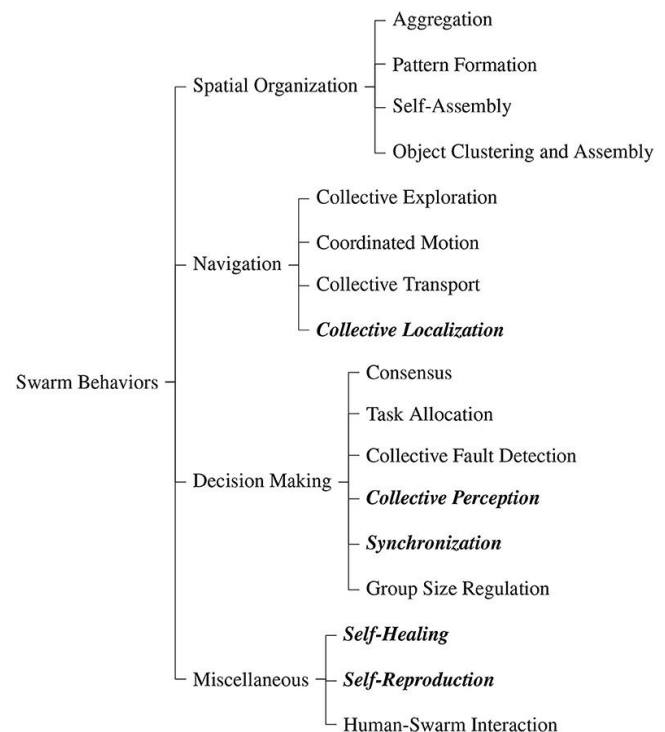 Swarm Behaviors
Spatial Organization
Aggregation
Pattern Formation
Self-Assembly
Object Clustering and Assembly
Navigation
Collective Exploration
Coordinated Motion
Collective Transport
Collective Localization
Decision Making
Consensus
Task Allocation
Collective Fault Detection
Collective Perception
Synchronization
Group Size Regulation
Miscellaneous
Self-Healing
Self-Reproduction
Human-Swarm Interaction